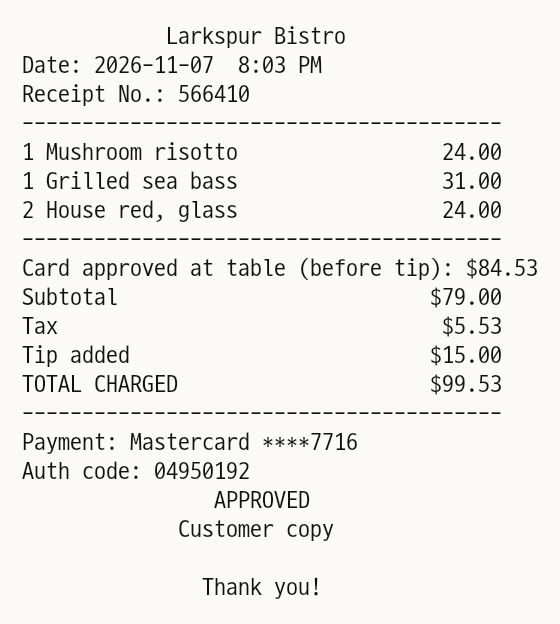 Larkspur Bistro
Date: 2026-11-07  8:03 PM
Receipt No.: 566410
----------------------------------------
1 Mushroom risotto                 24.00
1 Grilled sea bass                 31.00
2 House red, glass                 24.00
----------------------------------------
Card approved at table (before tip): $84.53
Subtotal                          $79.00
Tax                                $5.53
Tip added                         $15.00
TOTAL CHARGED                     $99.53
----------------------------------------
Payment: Mastercard ****7716
Auth code: 04950192
APPROVED
Customer copy
Thank you!